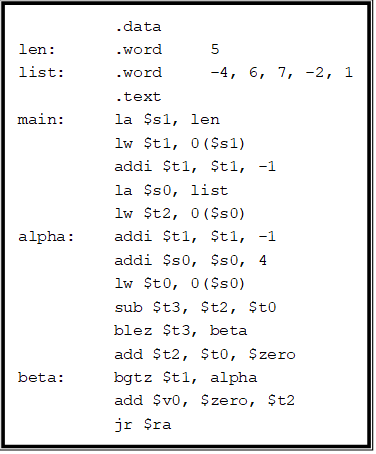 .data
len: .word 5
list: .word -4, 6, 7, -2, 1
.text
main: la $s1, len
lw $t1, 0($s1)
addi $t1, $t1, -1
la $s0, list
lw $t2, 0($s0)
alpha: addi $t1, $t1, -1
addi $s0, $s0, 4
lw $t0, 0($s0)
sub $t3, $t2, $t0
blez $t3, beta
add $t2, $t0, $zero
beta: bgtz $t1, alpha
add $v0, $zero, $t2
jr $ra